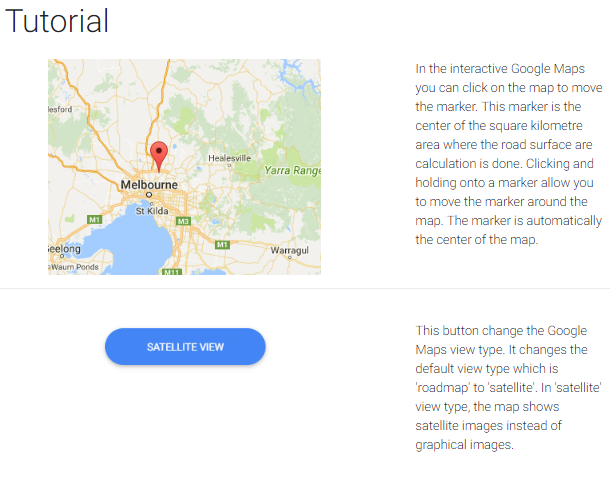 Tutorial
lesford
Healesville
Yarra Range
Melbourne
St Kilda
M1
M3
Geelong
M1
Warragul
Waurn Ponds
M11
In the interactive Google Maps
you can click on the map to move
the marker. This marker is the
center of the square kilometre
area where the road surface are
calculation is done. Clicking and
holding onto a marker allow you
to move the marker around the
map. The marker is automatically
the center of the map.
SATELLITE VIEW
This button change the Google
Maps view type. It changes the
default view type which is
'roadmap' to 'satellite'. In 'satellite'
view type, the map shows
satellite images instead of
graphical images.